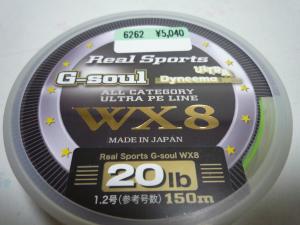 6262 ¥5,040
Real Sports
G-soul
ULTRA
Dyneema
ALL CATEGORY
ULTRA PE LINE
WX8
MADE IN JAPAN
Real Sports G-soul WX8
20lb
1.2号(参考号数) 150m